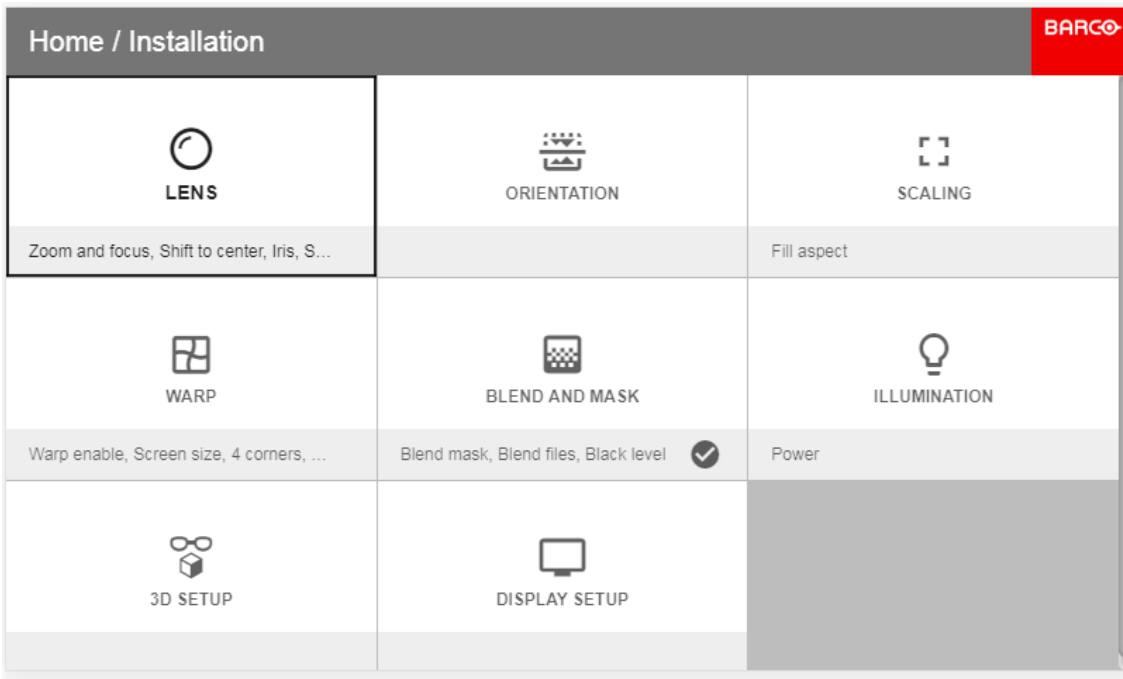 Home / Installation
BARCO
LENS
ORIENTATION
SCALING
Zoom and focus, Shift to center, Iris, S...
Fill aspect
WARP
BLEND AND MASK
ILLUMINATION
Warp enable, Screen size, 4 corners, ...
Blend mask, Blend files, Black level
Power
3D SETUP
DISPLAY SETUP